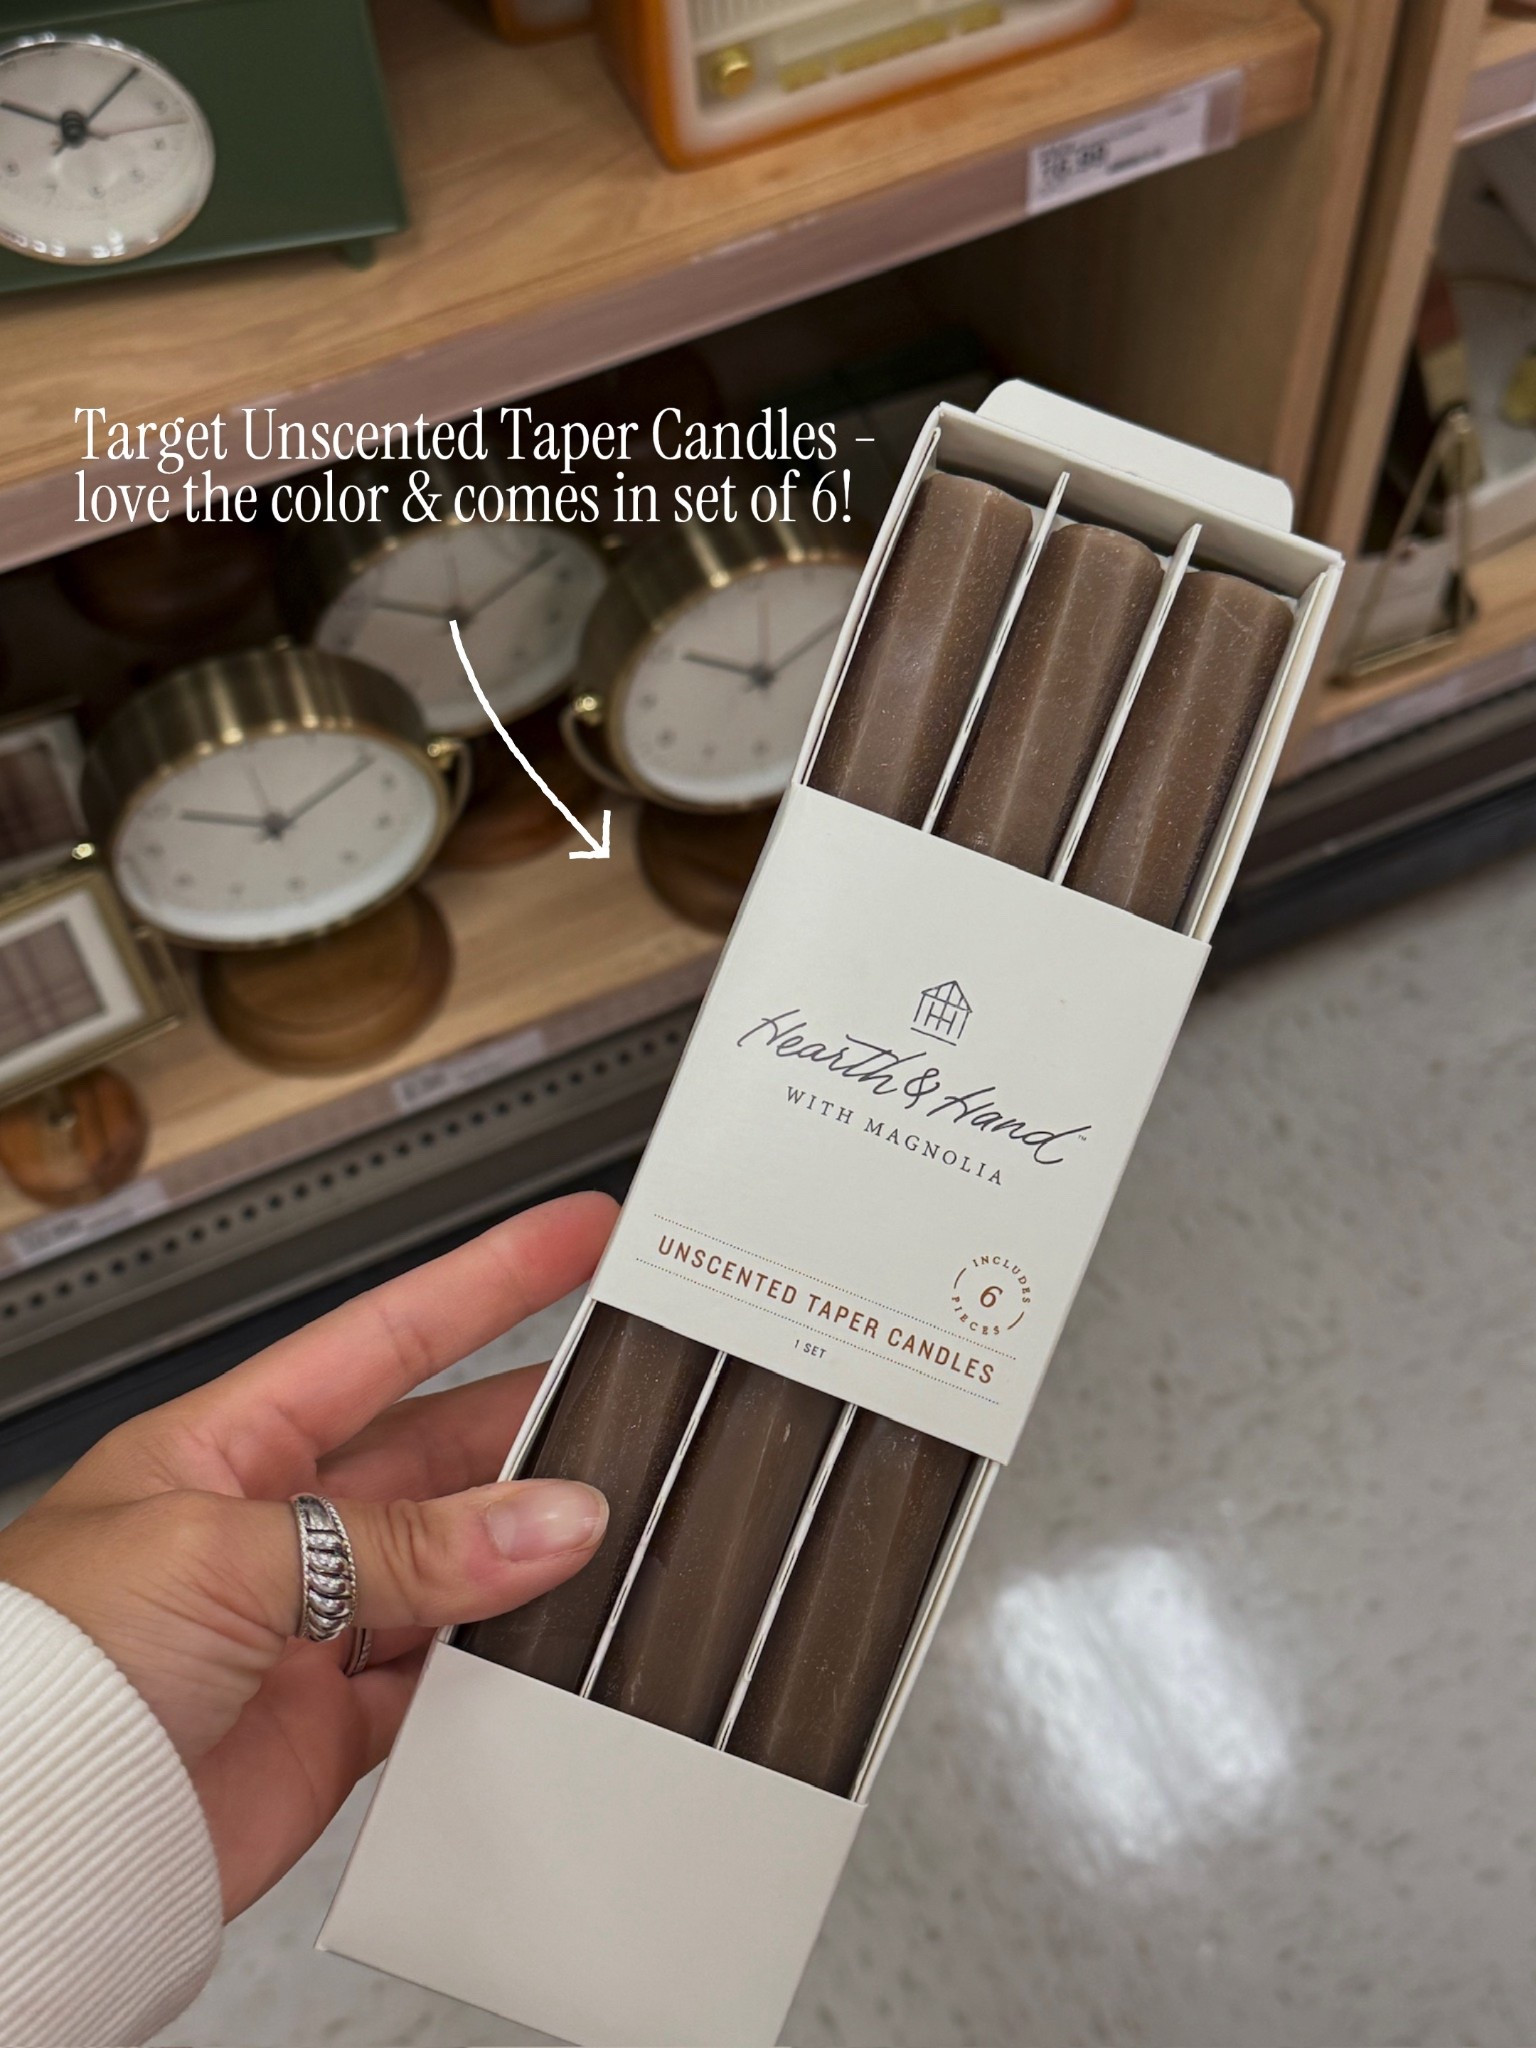 Target Unscented Taper Candles -
love the color & comes in set of 6!
Hearth & Hand™
WITH MAGNOLIA
INCLUDES
6
PIECES
UNSCENTED TAPER CANDLES
1 SET